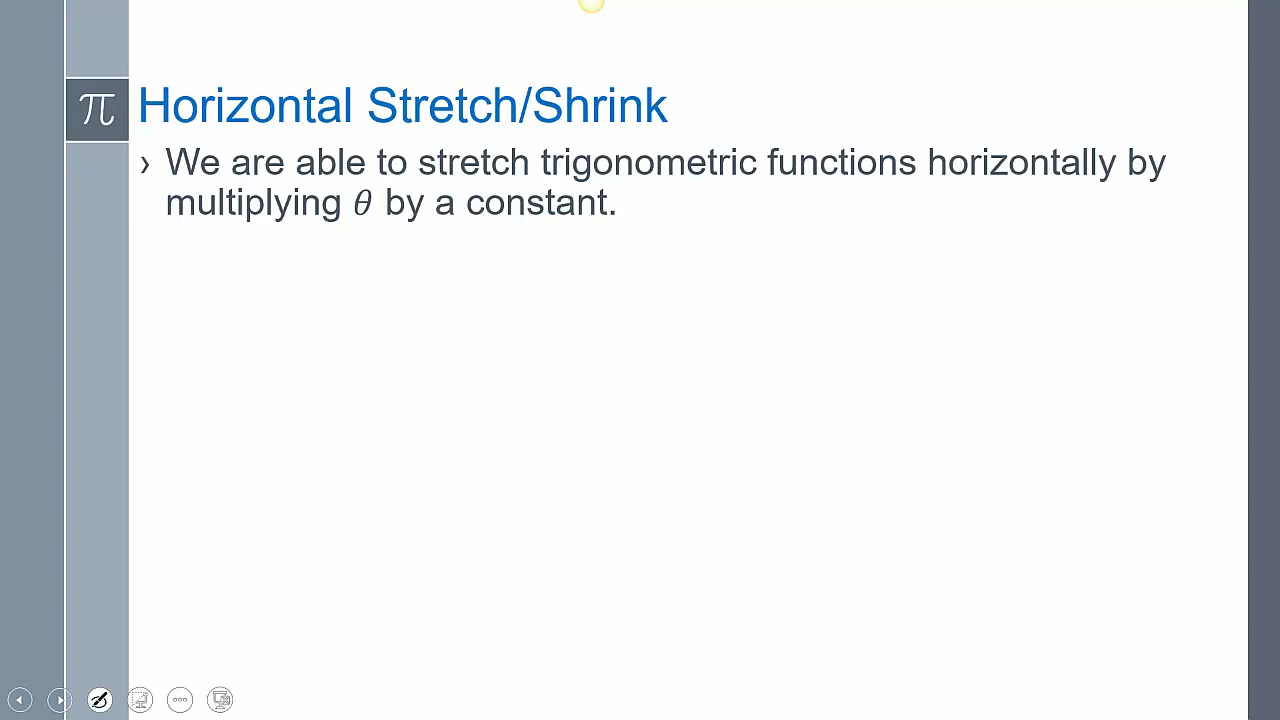 π
Horizontal Stretch/Shrink
› We are able to stretch trigonometric functions horizontally by
multiplying θ by a constant.